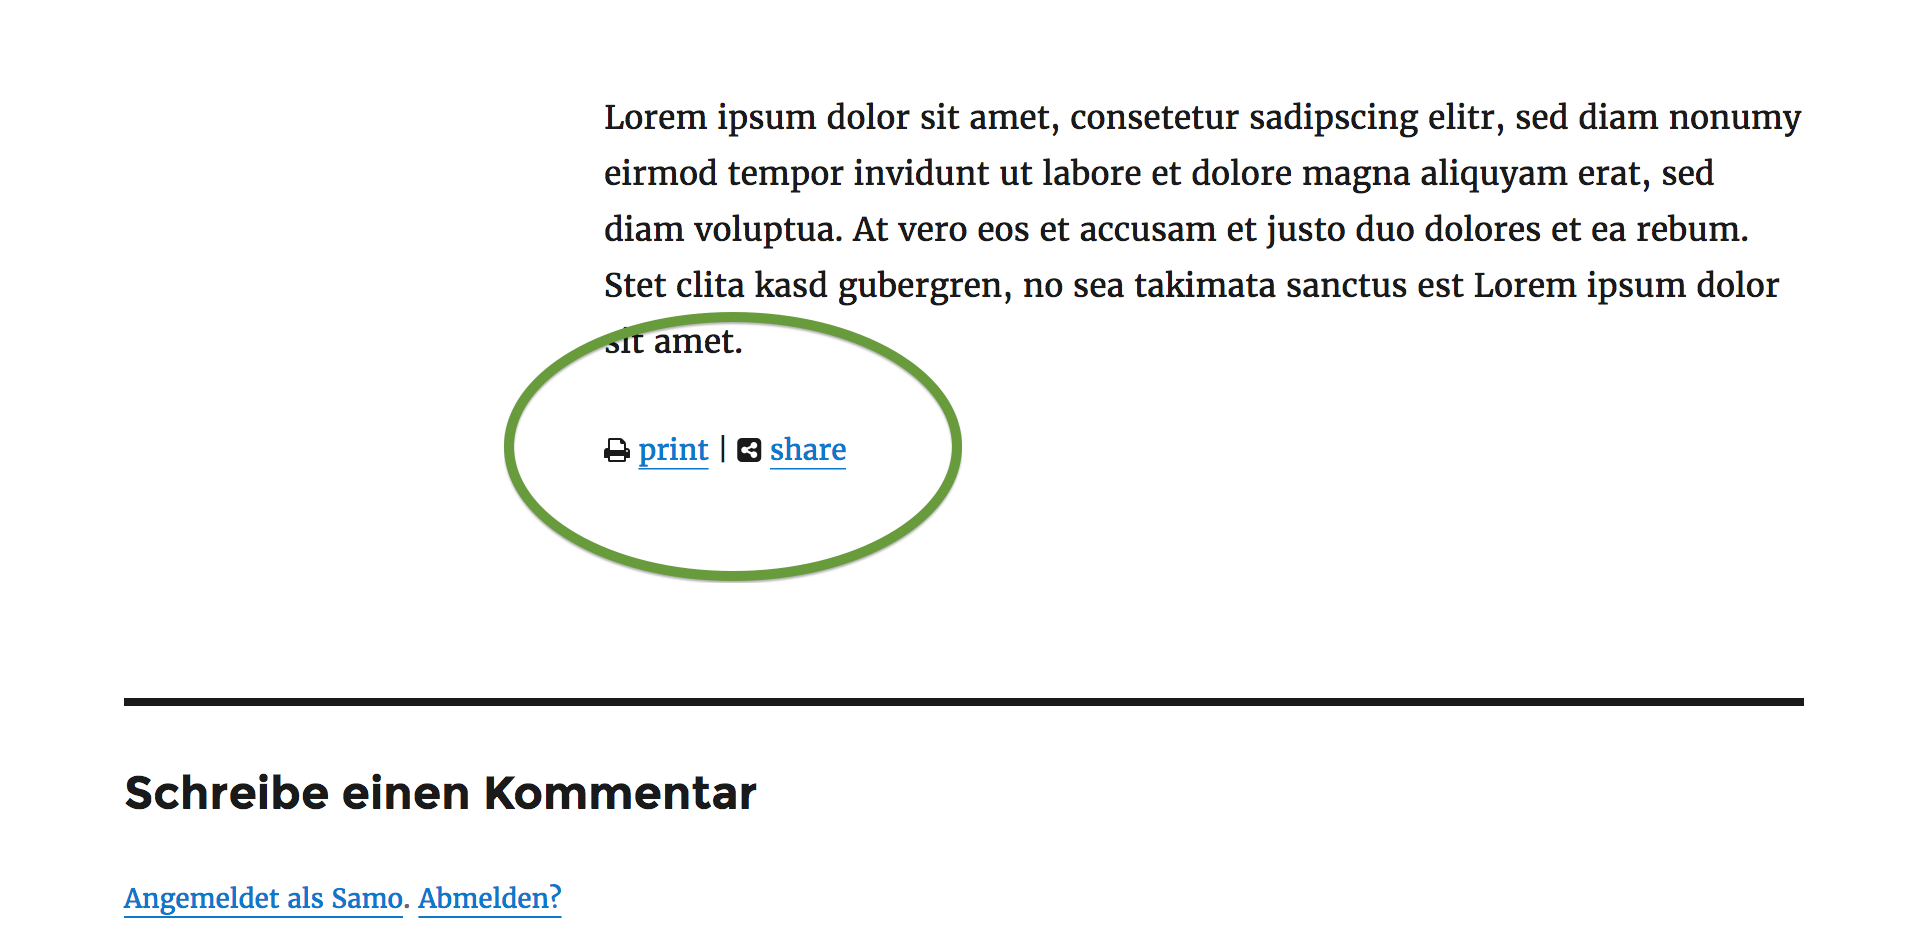 Lorem ipsum dolor sit amet, consetetur sadipscing elitr, sed diam nonumy
eirmod tempor invidunt ut labore et dolore magna aliquyam erat, sed
diam voluptua. At vero eos et accusam et justo duo dolores et ea rebum.
Stet clita kasd gubergren, no sea takimata sanctus est Lorem ipsum dolor
sit amet.
print | share
Schreibe einen Kommentar
Angemeldet als Samo. Abmelden?